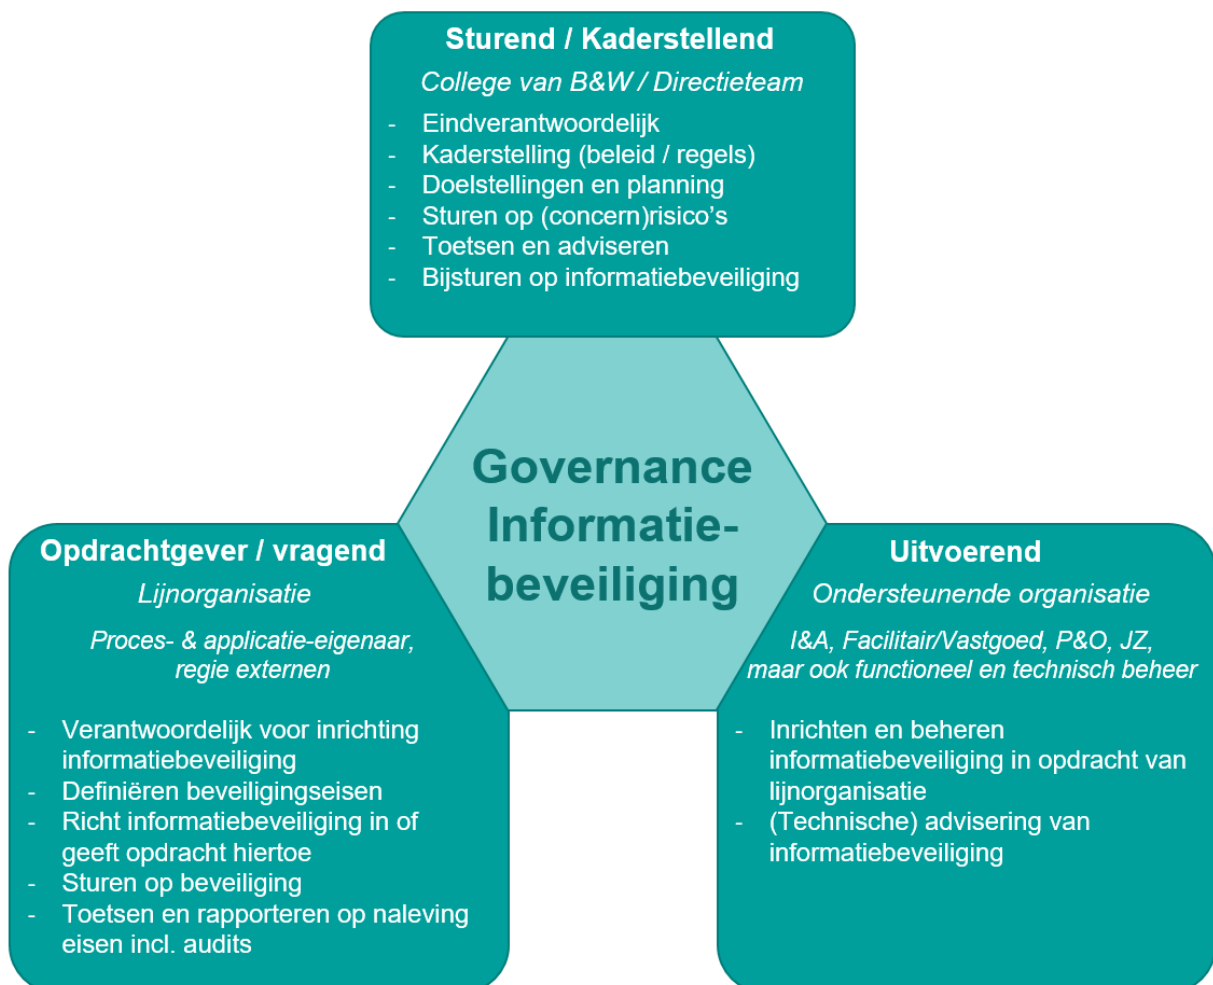 Sturend / Kaderstellend
College van B&W / Directieteam
- Eindverantwoordelijk
- Kaderstelling (beleid / regels)
- Doelstellingen en planning
- Sturen op (concern)risico’s
- Toetsen en adviseren
- Bijsturen op informatiebeveiliging
Governance
Informatie-
beveiliging
Opdrachtgever / vragend
Lijnorganisatie
Proces- & applicatie-eigenaar,
regie externen
- Verantwoordelijk voor inrichting
informatiebeveiliging
- Definiëren beveiligingseisen
- Richt informatiebeveiliging in of
geeft opdracht hiertoe
- Sturen op beveiliging
- Toetsen en rapporteren op naleving
eisen incl. audits
Uitvoerend
Ondersteunende organisatie
I&A, Facilitair/Vastgoed, P&O, JZ,
maar ook functioneel en technisch beheer
- Inrichten en beheren
informatiebeveiliging in opdracht van
lijnorganisatie
- (Technische) advisering van
informatiebeveiliging